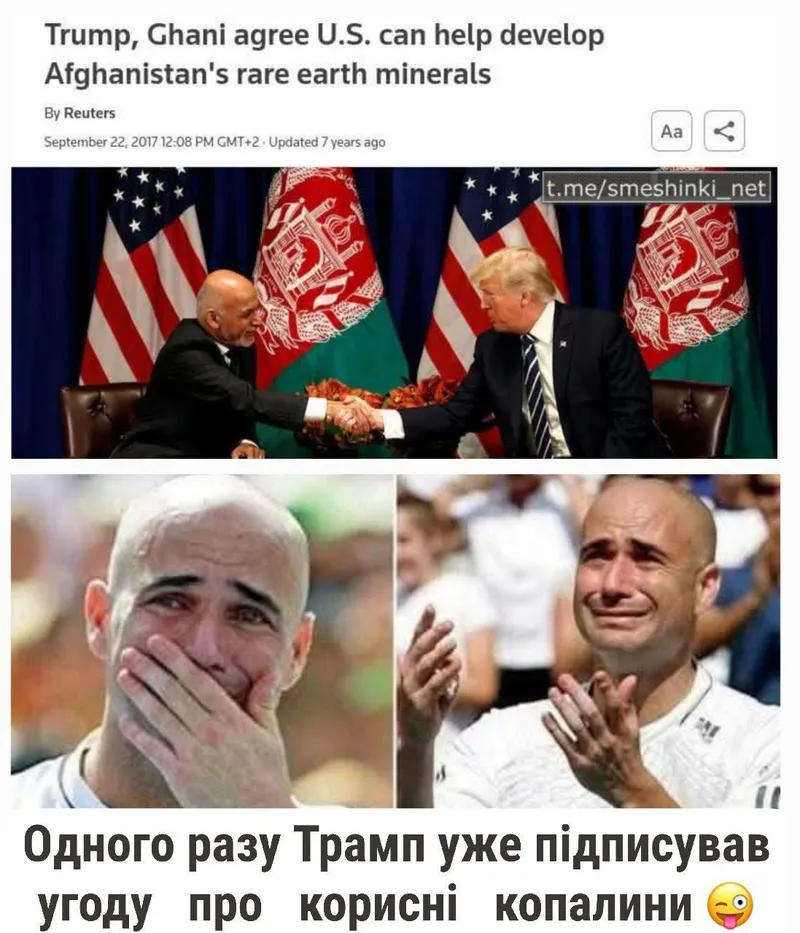 Trump, Ghani agree U.S. can help develop
Afghanistan's rare earth minerals
By Reuters
September 22, 2017 12:08 PM GMT+2 · Updated 7 years ago
Aa
t.me/smeshinki_net
Одного разу Трамп уже підписував
угоду про корисні копалини 😜